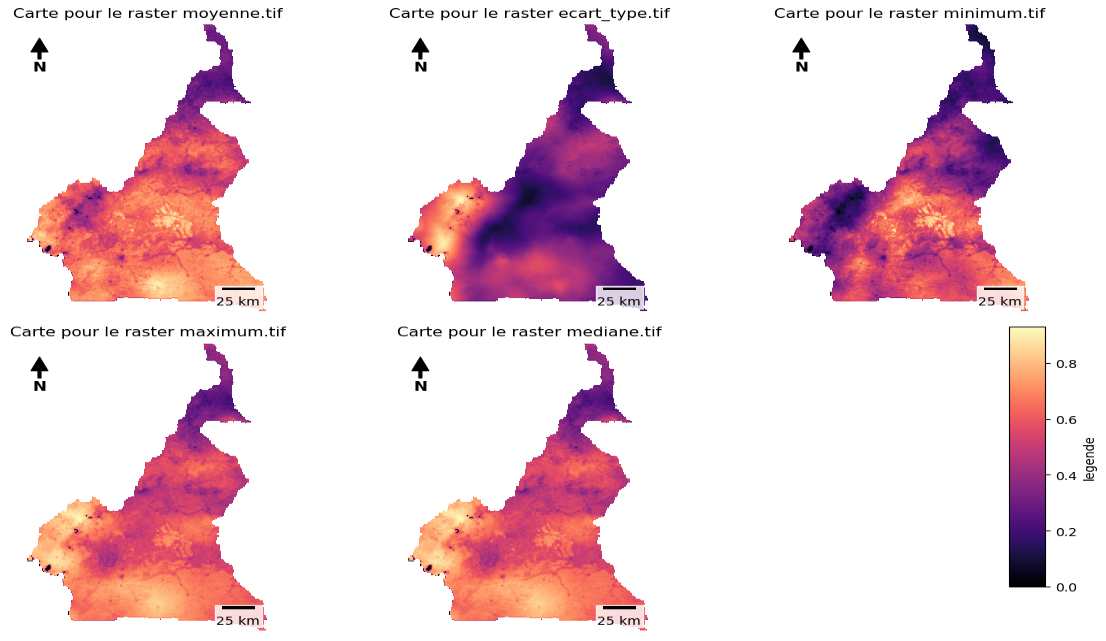 Carte pour le raster moyenne.tif
Carte pour le raster ecart_type.tif
Carte pour le raster minimum.tif
N
N
N
25 km
25 km
25 km
Carte pour le raster maximum.tif
Carte pour le raster mediane.tif
N
N
25 km
25 km
0.8
0.6
0.4
0.2
0.0
legende